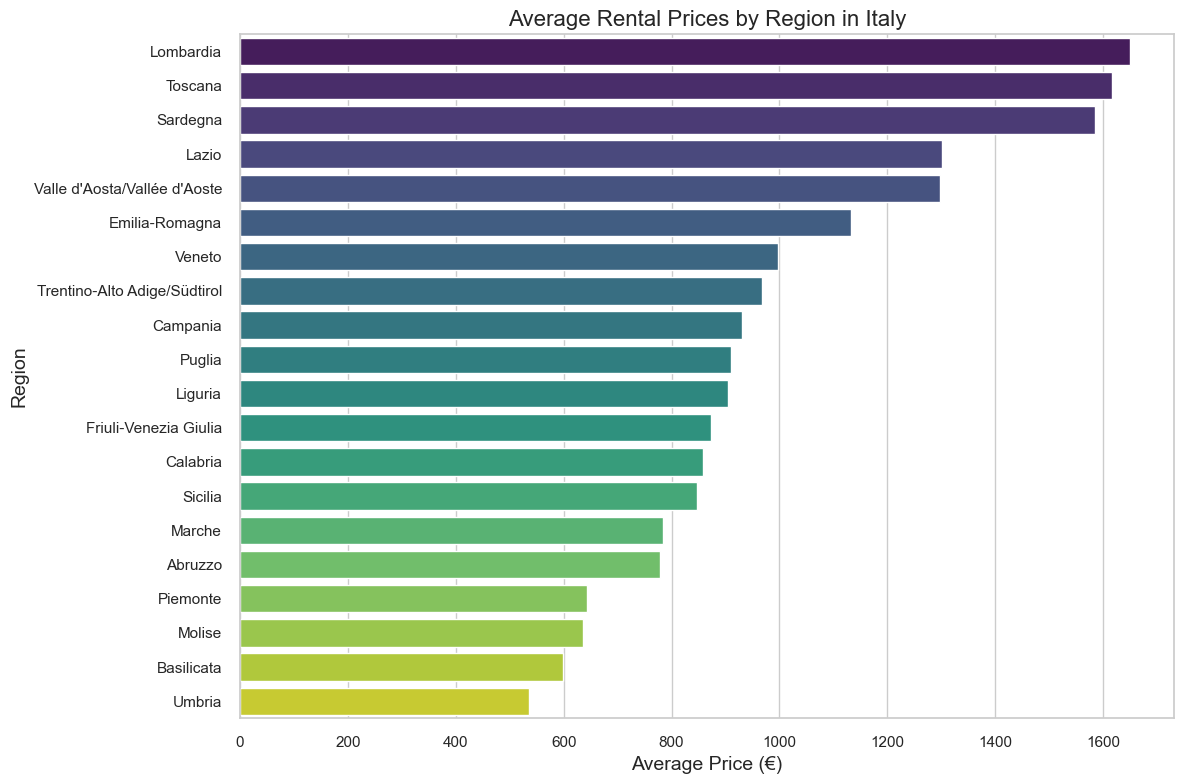 Average Rental Prices by Region in Italy
Region
Lombardia
Toscana
Sardegna
Lazio
Valle d'Aosta/Vallée d'Aoste
Emilia-Romagna
Veneto
Trentino-Alto Adige/Südtirol
Campania
Puglia
Liguria
Friuli-Venezia Giulia
Calabria
Sicilia
Marche
Abruzzo
Piemonte
Molise
Basilicata
Umbria
0 200 400 600 800 1000 1200 1400 1600
Average Price (€)